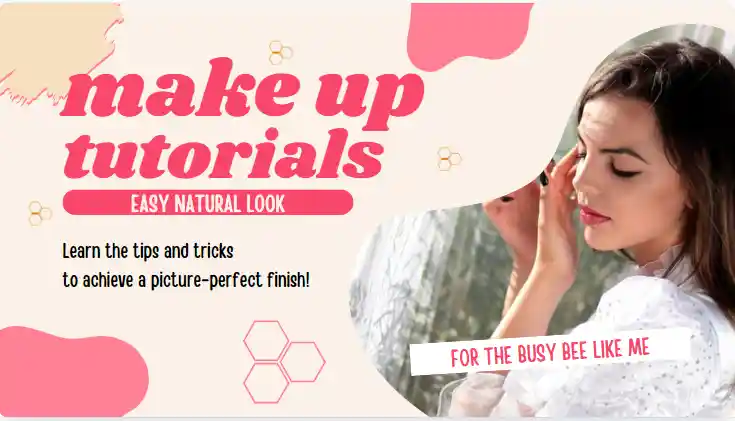 make up
tutorials
EASY NATURAL LOOK
Learn the tips and tricks
to achieve a picture-perfect finish!
FOR THE BUSY BEE LIKE ME